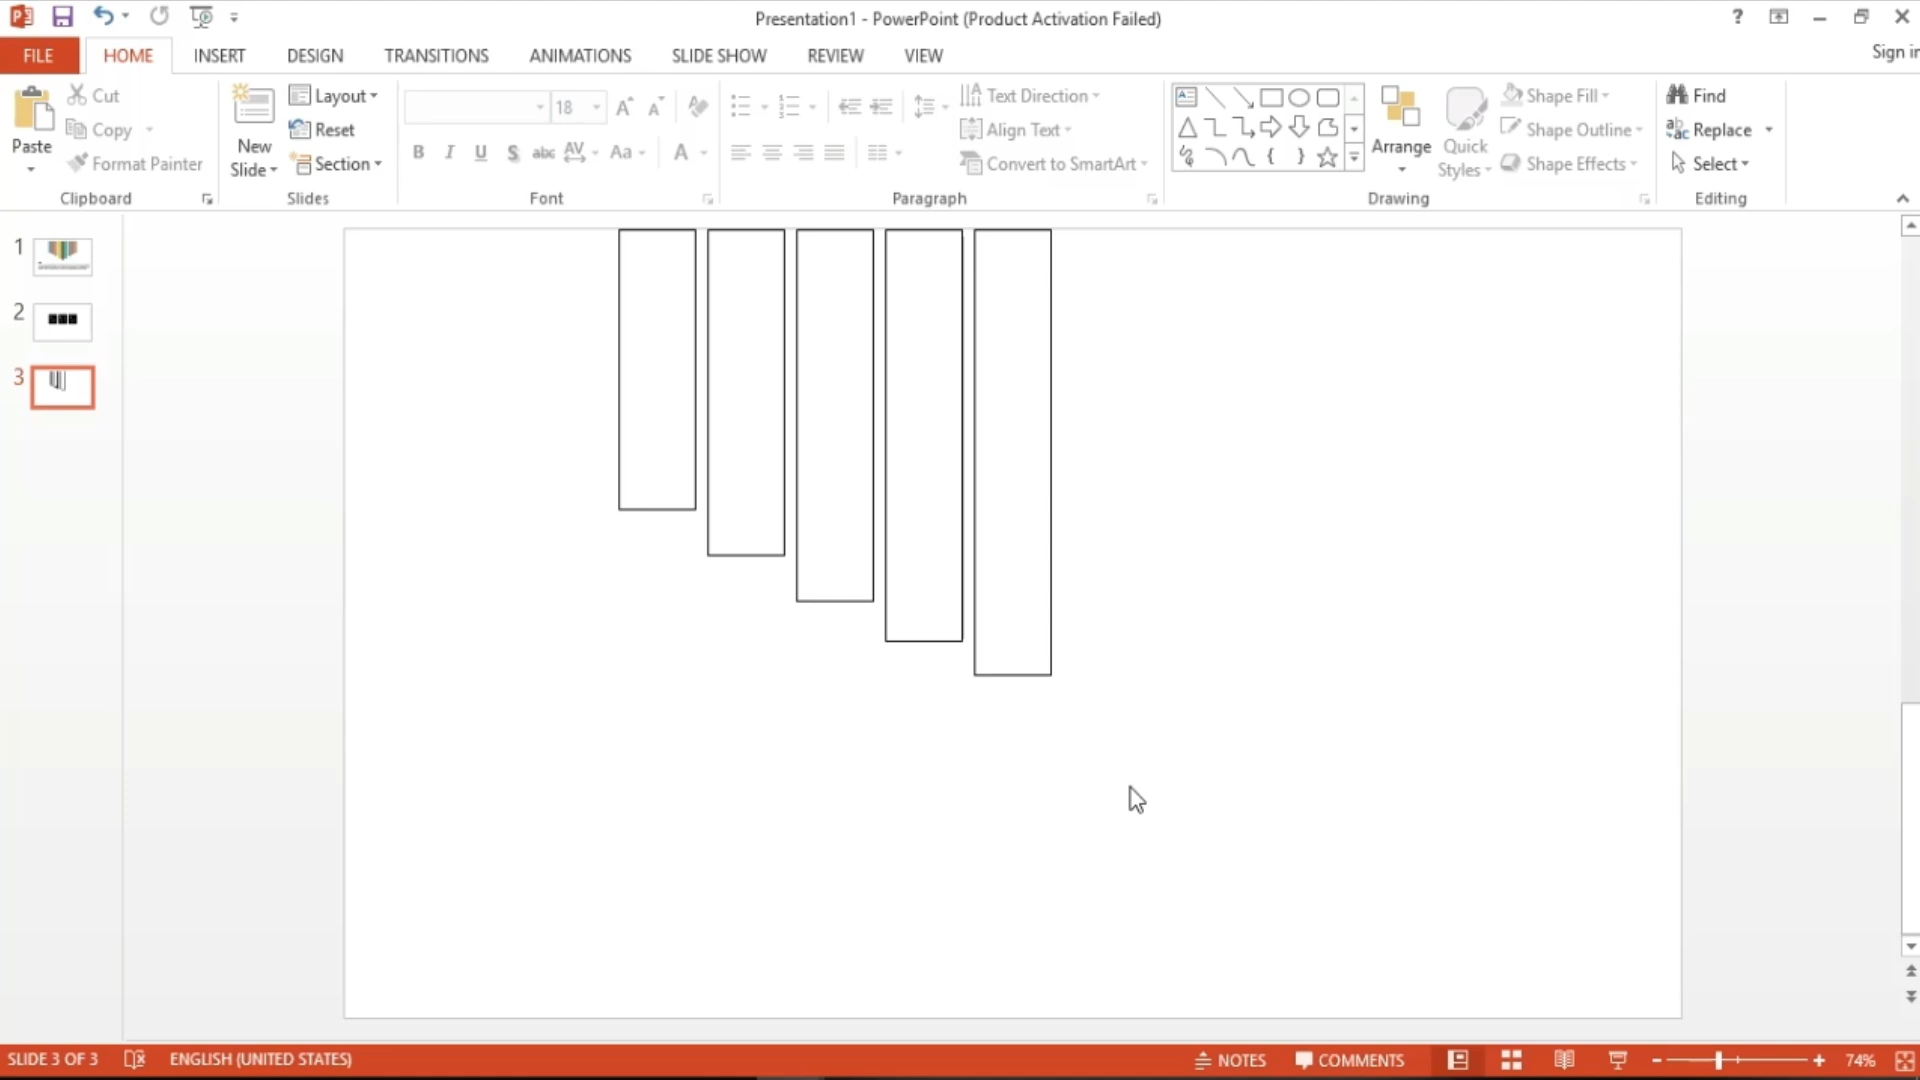 Presentation1 - PowerPoint (Product Activation Failed)
?
FILE HOME INSERT DESIGN TRANSITIONS ANIMATIONS SLIDE SHOW REVIEW VIEW
Sign in
Paste
Cut
Copy
Format Painter
Clipboard
New
Slide
Layout
Reset
Section
Slides
18
B I U S abc AV Aa A
Font
Text Direction
Align Text
Convert to SmartArt
Paragraph
Arrange
Quick
Styles
Shape Fill
Shape Outline
Shape Effects
Drawing
Find
Replace
Select
Editing
1
2
3
SLIDE 3 OF 3
ENGLISH (UNITED STATES)
NOTES
COMMENTS
74%